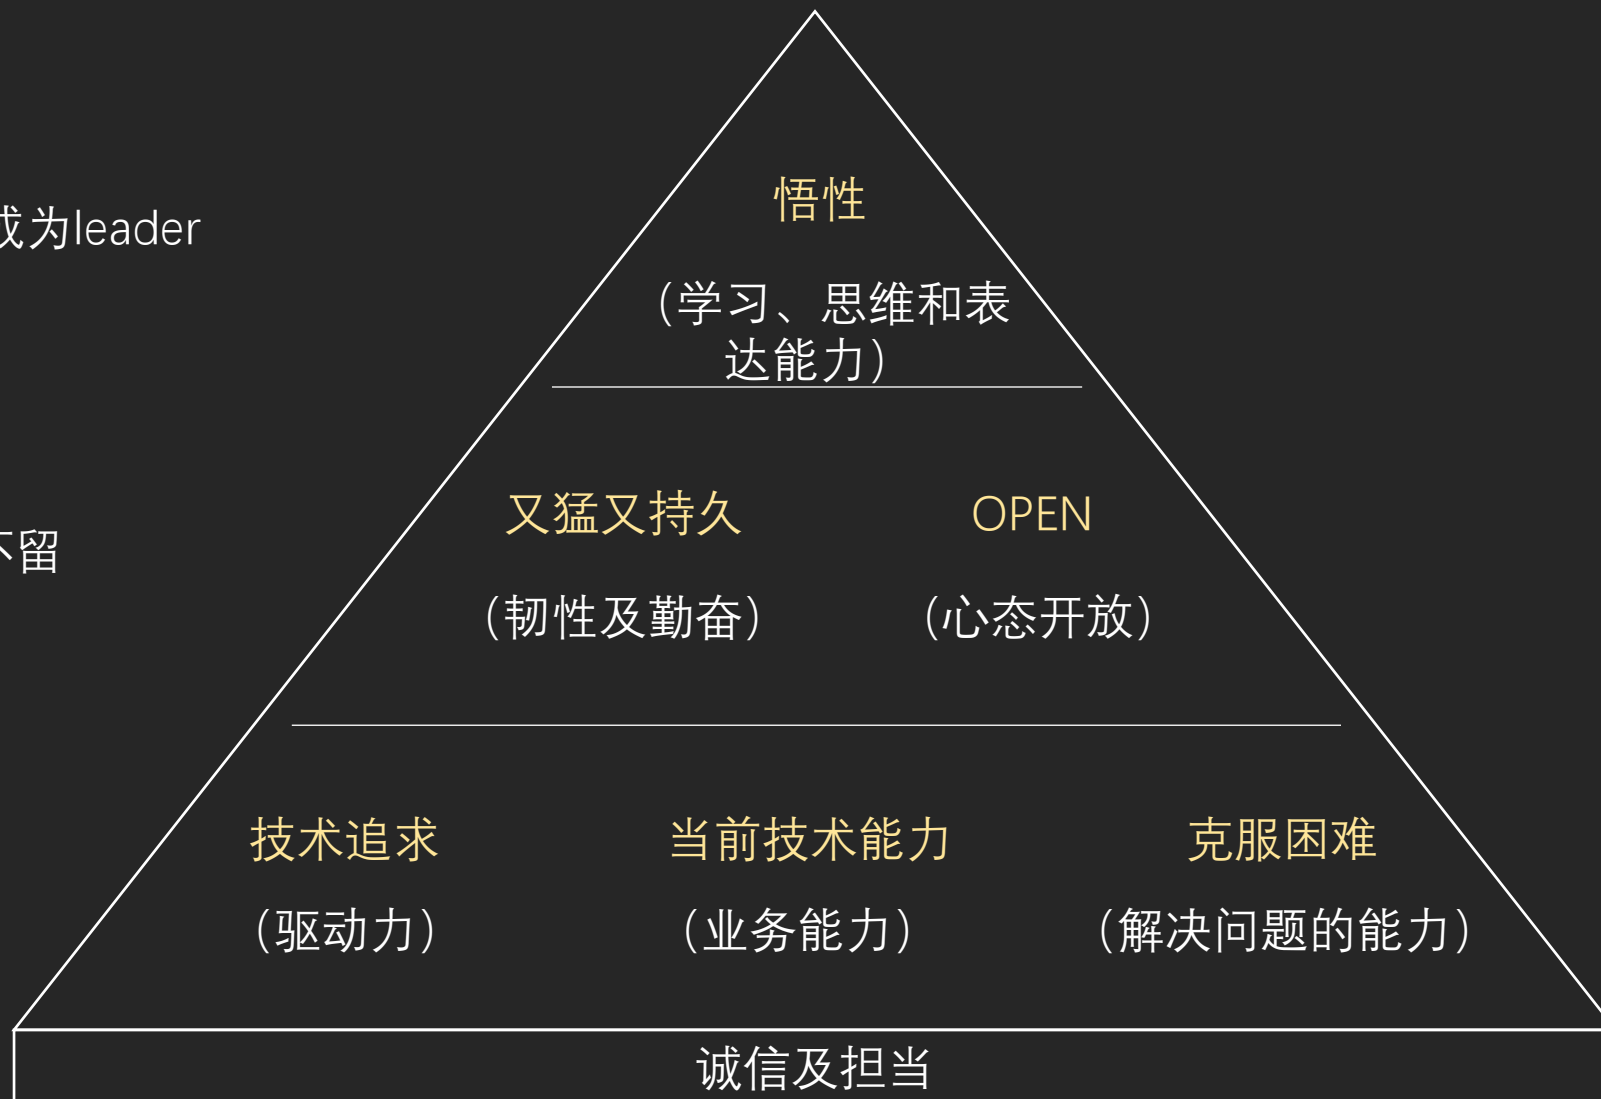 悟性
成为leader
（学习、思维和表
达能力）
又猛又持久
OPEN
不留
（韧性及勤奋）
（心态开放）
技术追求
当前技术能力
克服困难
（驱动力）
（业务能力）
（解决问题的能力）
诚信及担当